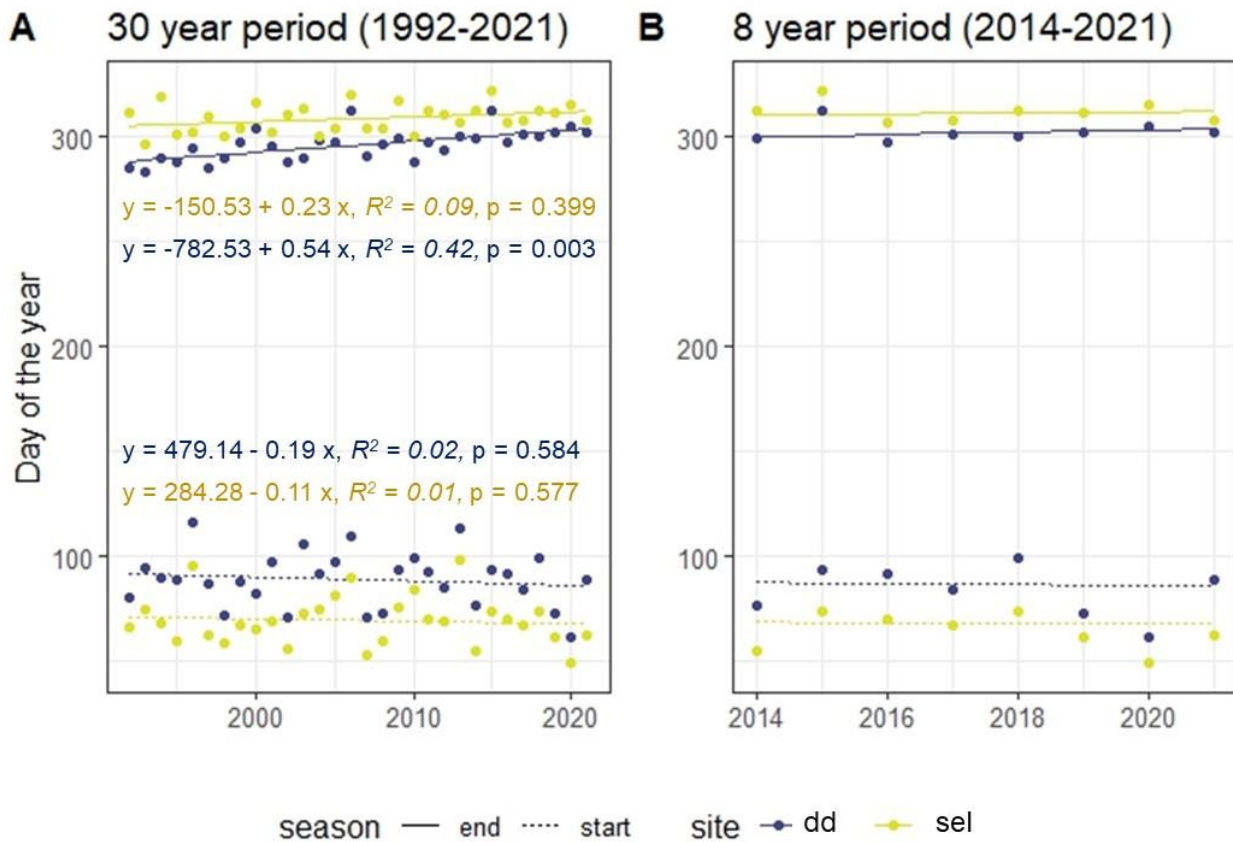 A 30 year period (1992-2021)
B 8 year period (2014-2021)
Day of the year
300
200
100
y = -150.53 + 0.23 x, R² = 0.09, p = 0.399
y = -782.53 + 0.54 x, R² = 0.42, p = 0.003
y = 479.14 - 0.19 x, R² = 0.02, p = 0.584
y = 284.28 - 0.11 x, R² = 0.01, p = 0.577
2000 2010 2020
300
200
100
2014 2016 2018 2020
season end start site dd sel